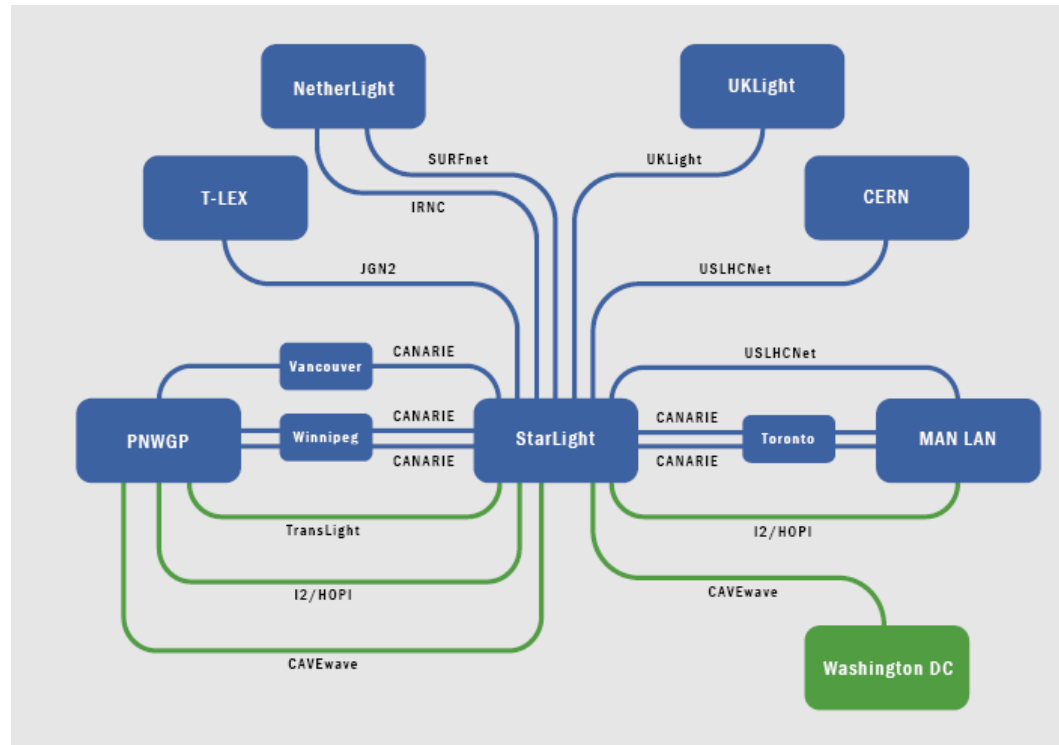 NetherLight
UKLight
SURFnet
UKLight
T-LEX
IRNC
CERN
JGN2
USLHCNet
Vancouver
CANARIE
USLHCNet
PNWGP
Winnipeg
CANARIE
CANARIE
StarLight
CANARIE
CANARIE
Toronto
MAN LAN
TransLight
I2/HOPI
I2/HOPI
CAVEwave
CAVEwave
Washington DC